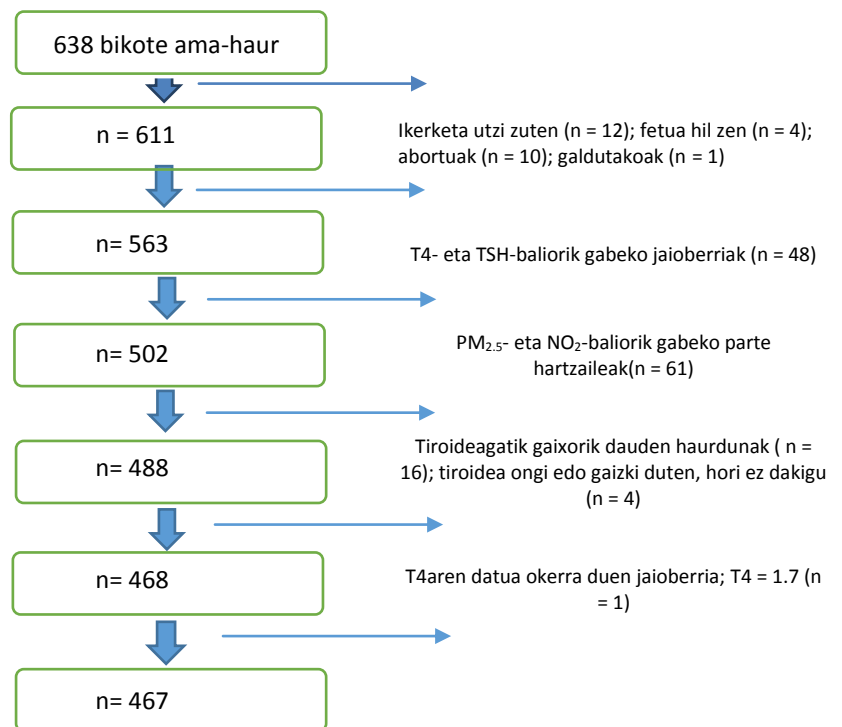 638 bikote ama-haur
n = 611
Ikerketa utzi zuten (n = 12); fetua hil zen (n = 4);
abortuak (n = 10); galdutakoak (n = 1)
n= 563
T4- eta TSH-baliorik gabeko jaioberriak (n = 48)
n= 502
PM₂.₅- eta NO₂-baliorik gabeko parte
hartzaileak(n = 61)
n= 488
Tiroideagatik gaixorik dauden haurdunak ( n =
16); tiroidea ongi edo gaizki duten, hori ez dakigu
(n = 4)
n= 468
T4aren datua okerra duen jaioberria; T4 = 1.7 (n
= 1)
n= 467